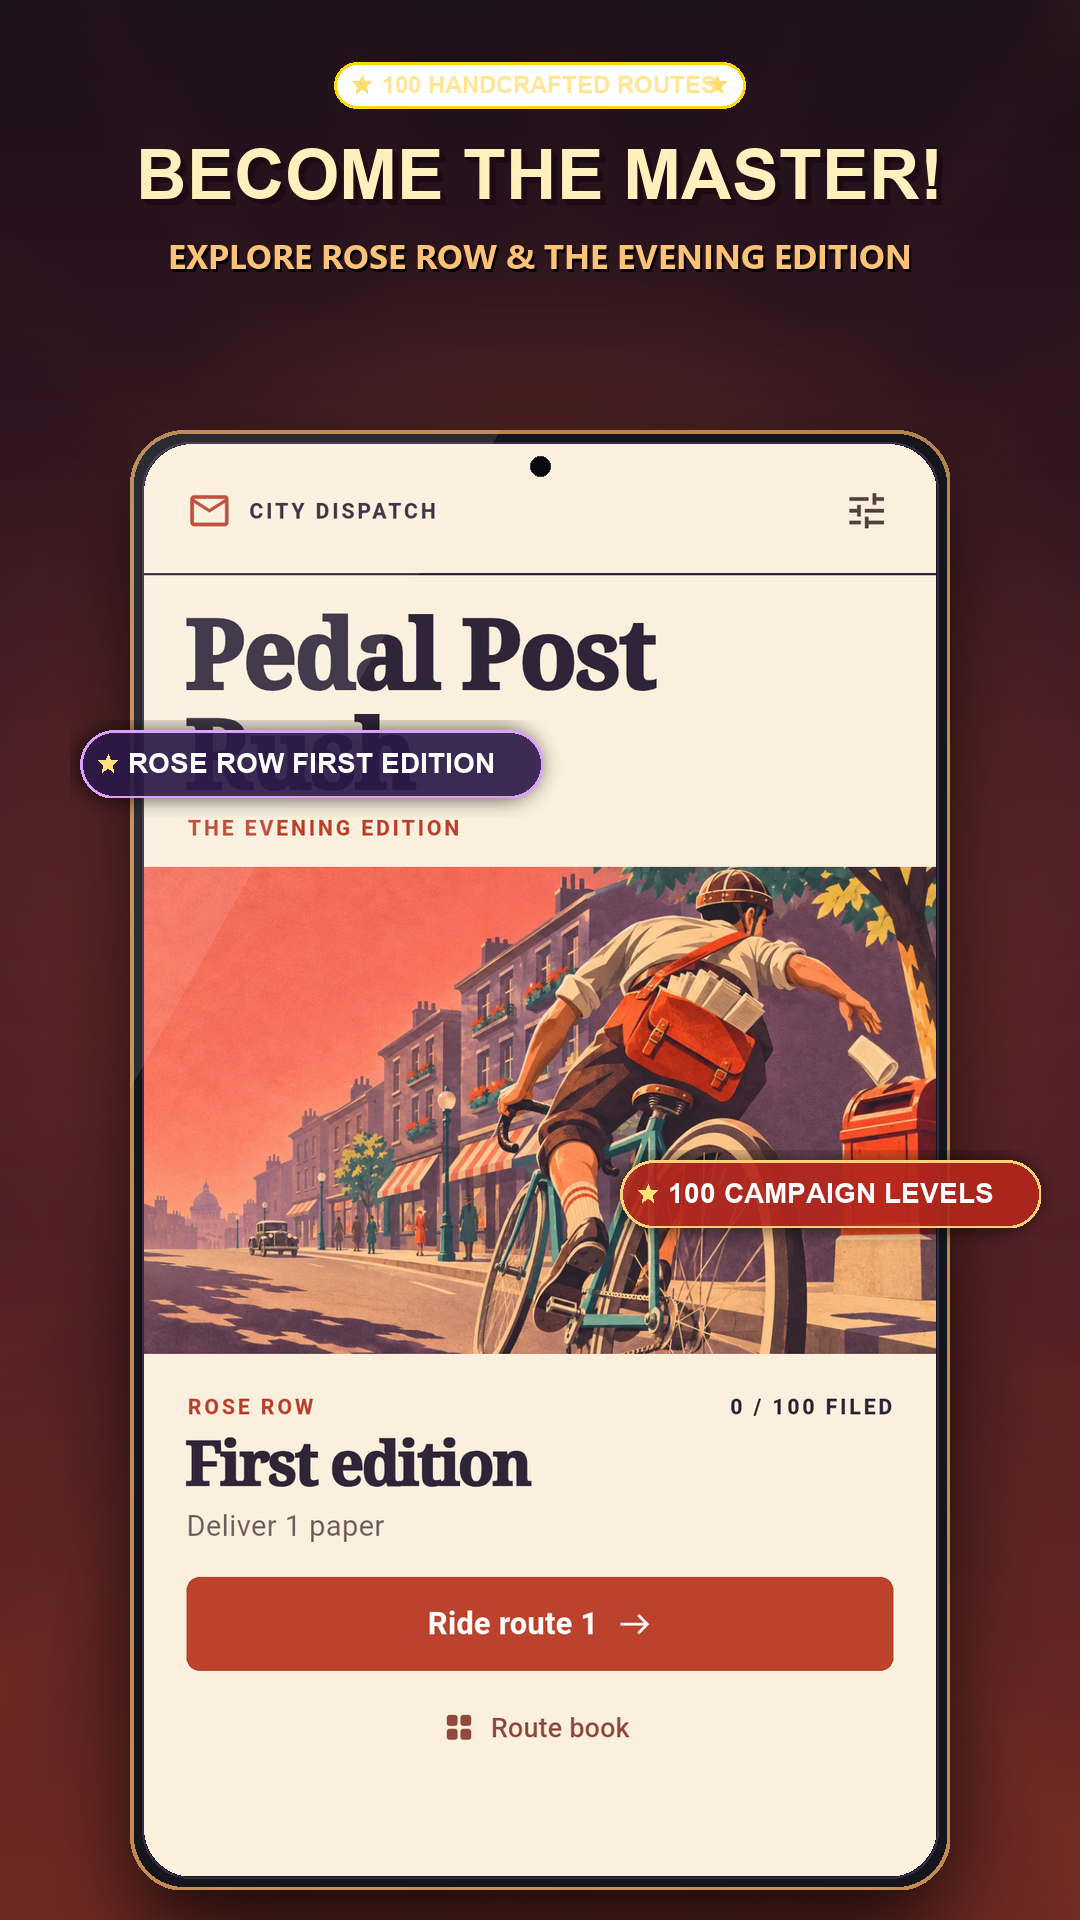 100 HANDCRAFTED ROUTES
BECOME THE MASTER!
EXPLORE ROSE ROW & THE EVENING EDITION
CITY DISPATCH
Pedal Post
Rush
ROSE ROW FIRST EDITION
THE EVENING EDITION
100 CAMPAIGN LEVELS
ROSE ROW
0 / 100 FILED
First edition
Deliver 1 paper
Ride route 1 →
Route book